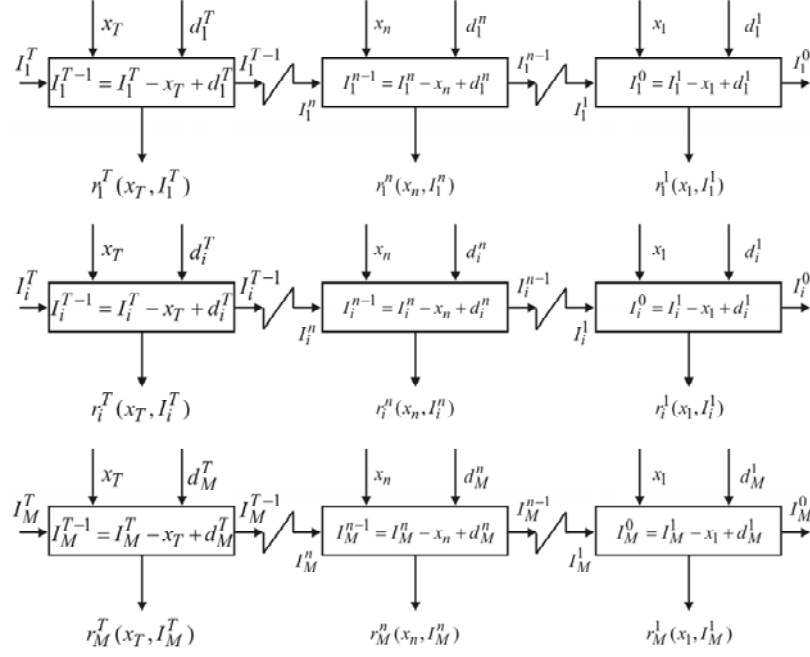 x_T d_1^T x_n d_1^n x_1 d_1^1
I_1^T I_1^{T-1} = I_1^T − x_T + d_1^T I_1^{T-1} I_1^n I_1^{n-1} = I_1^n − x_n + d_1^n I_1^{n-1} I_1^1 I_1^0 = I_1^1 − x_1 + d_1^1 I_1^0
r_1^T(x_T, I_1^T) r_1^n(x_n, I_1^n) r_1^1(x_1, I_1^1)
x_T d_i^T x_n d_i^n x_1 d_i^1
I_i^T I_i^{T-1} = I_i^T − x_T + d_i^T I_i^{T-1} I_i^n I_i^{n-1} = I_i^n − x_n + d_i^n I_i^{n-1} I_i^1 I_i^0 = I_i^1 − x_1 + d_i^1 I_i^0
r_i^T(x_T, I_i^T) r_i^n(x_n, I_i^n) r_i^1(x_1, I_i^1)
x_T d_M^T x_n d_M^n x_1 d_M^1
I_M^T I_M^{T-1} = I_M^T − x_T + d_M^T I_M^{T-1} I_M^n I_M^{n-1} = I_M^n − x_n + d_M^n I_M^{n-1} I_M^1 I_M^0 = I_M^1 − x_1 + d_M^1 I_M^0
r_M^T(x_T, I_M^T) r_M^n(x_n, I_M^n) r_M^1(x_1, I_M^1)